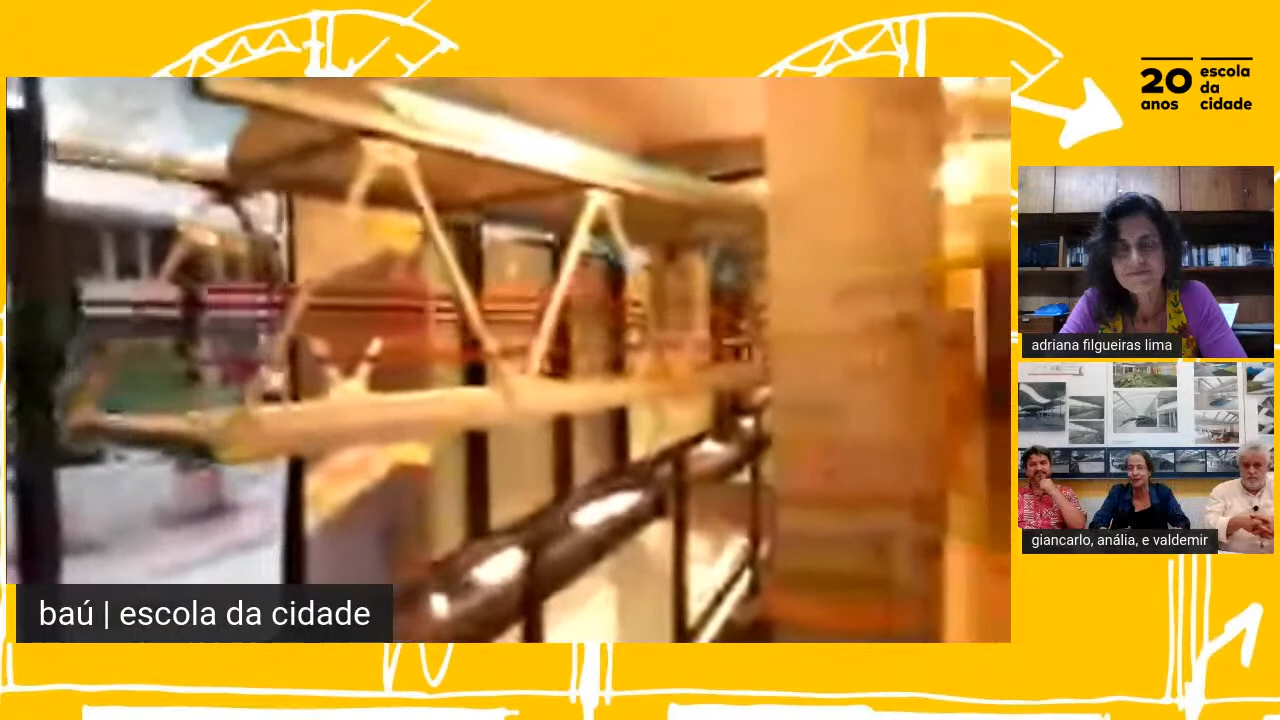 20 anos
escola da cidade
adriana filgueiras lima
giancarlo, anália, e valdemir
baú | escola da cidade